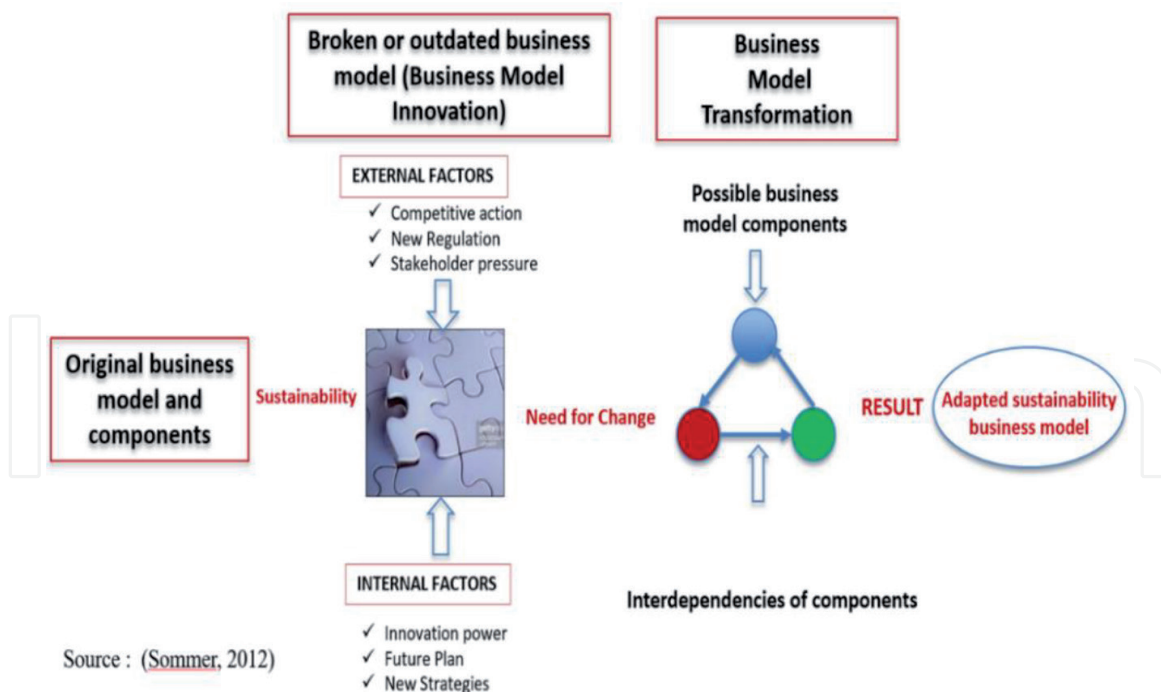 Broken or outdated business
model (Business Model
Innovation)
Business
Model
Transformation
EXTERNAL FACTORS
✓ Competitive action
✓ New Regulation
✓ Stakeholder pressure
Possible business
model components
Original business
model and
components
Sustainability
Need for Change
RESULT
Adapted sustainability
business model
INTERNAL FACTORS
✓ Innovation power
✓ Future Plan
✓ New Strategies
Interdependencies of components
Source : (Sommer, 2012)